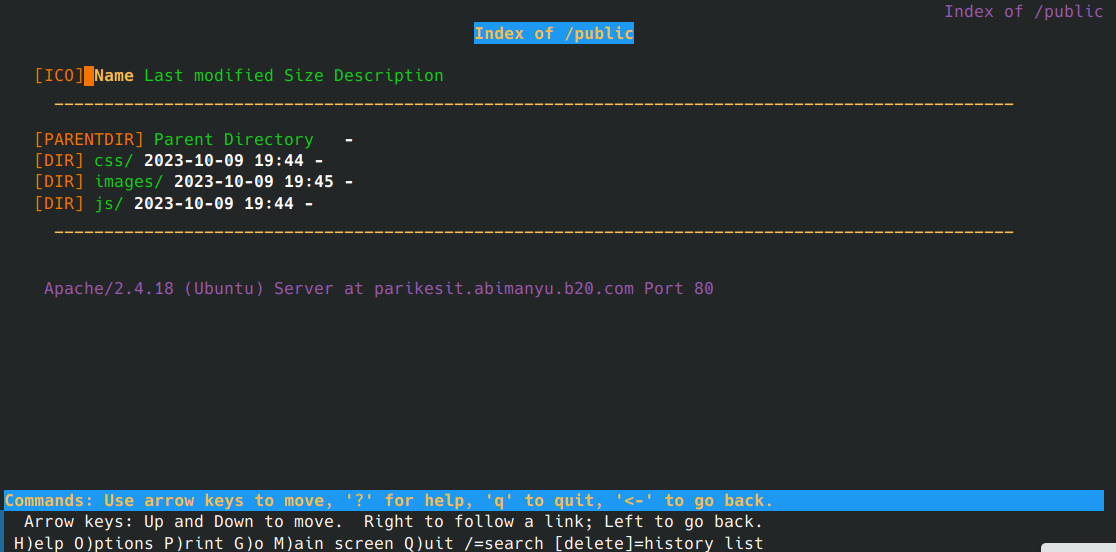 Index of /public
Index of /public
[ICO] Name Last modified Size Description
[PARENTDIR] Parent Directory -
[DIR] css/ 2023-10-09 19:44 -
[DIR] images/ 2023-10-09 19:45 -
[DIR] js/ 2023-10-09 19:44 -
Apache/2.4.18 (Ubuntu) Server at parikesit.abimanyu.b20.com Port 80
Commands: Use arrow keys to move, '?' for help, 'q' to quit, '<-' to go back.
Arrow keys: Up and Down to move.  Right to follow a link; Left to go back.
H)elp O)ptions P)rint G)o M)ain screen Q)uit /=search [delete]=history list